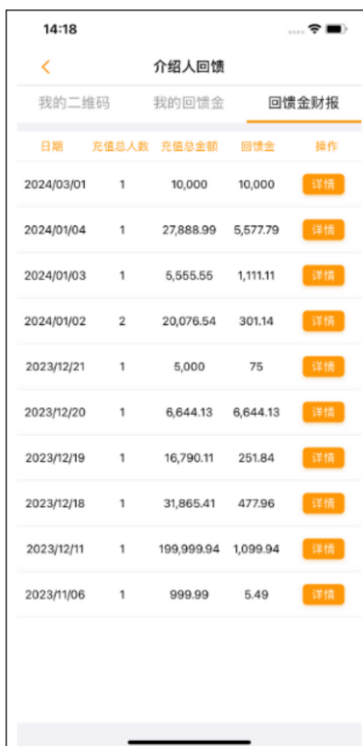 14:18
介绍人回馈
我的二维码 我的回馈金 回馈金财报
日期 充值总人数 充值总金额 回馈金 操作
2024/03/01 1 10,000 10,000 详情
2024/01/04 1 27,888.99 5,577.79 详情
2024/01/03 1 5,555.55 1,111.11 详情
2024/01/02 2 20,076.54 301.14 详情
2023/12/21 1 5,000 75 详情
2023/12/20 1 6,644.13 6,644.13 详情
2023/12/19 1 16,790.11 251.84 详情
2023/12/18 1 31,865.41 477.96 详情
2023/12/11 1 199,999.94 1,099.94 详情
2023/11/06 1 999.99 5.49 详情